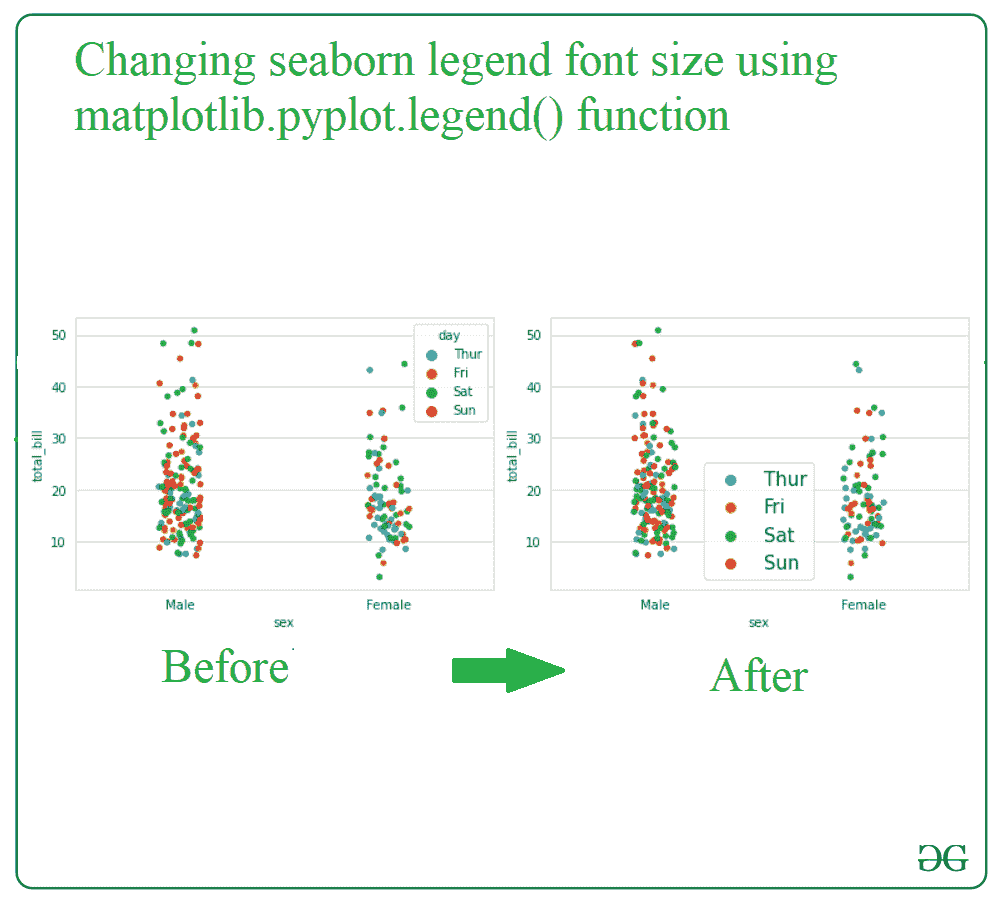 Changing seaborn legend font size using
matplotlib.pyplot.legend() function
50
40
30
20
10
total_bill
day
Thur
Fri
Sat
Sun
Male
Female
sex
50
40
30
20
10
total_bill
Thur
Fri
Sat
Sun
Male
Female
sex
Before
After